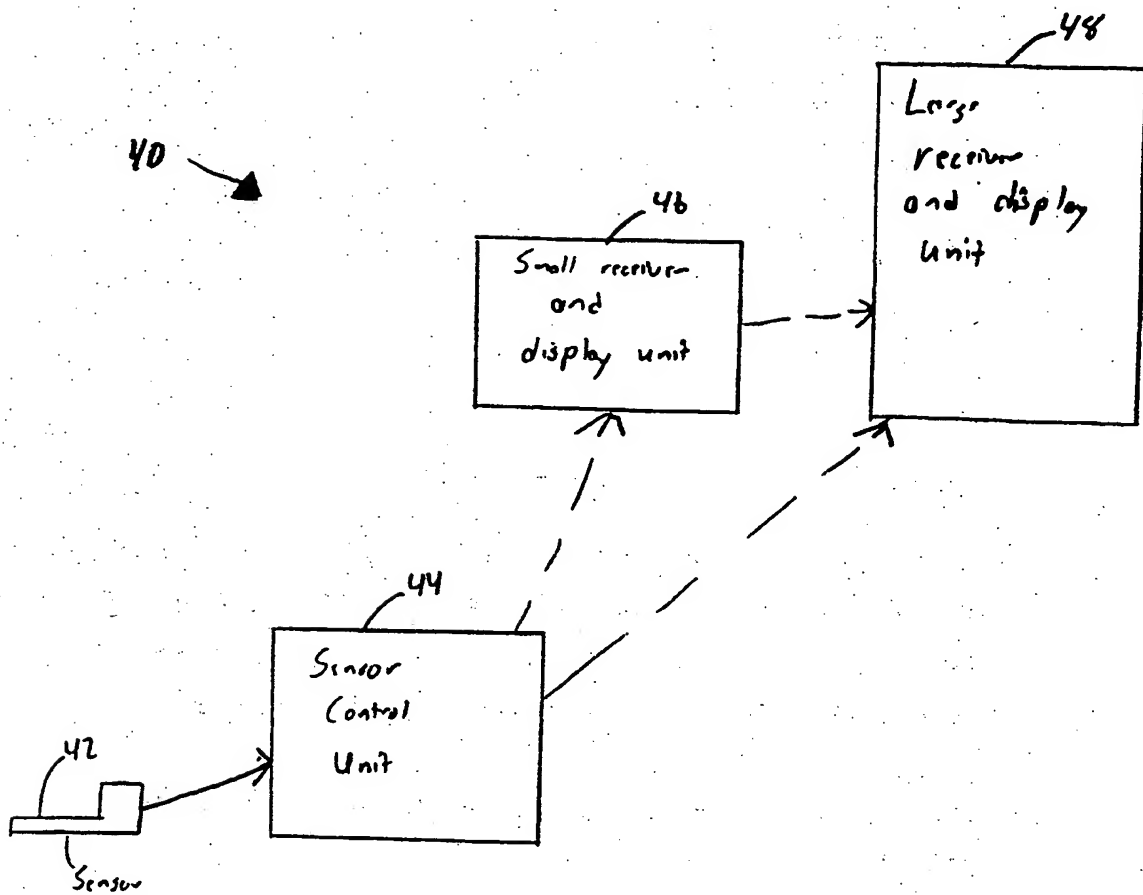 48
Large
receiver
and display
unit
40
46
Small receiver
and
display unit
44
Sensor
Control
Unit
42
Sensor